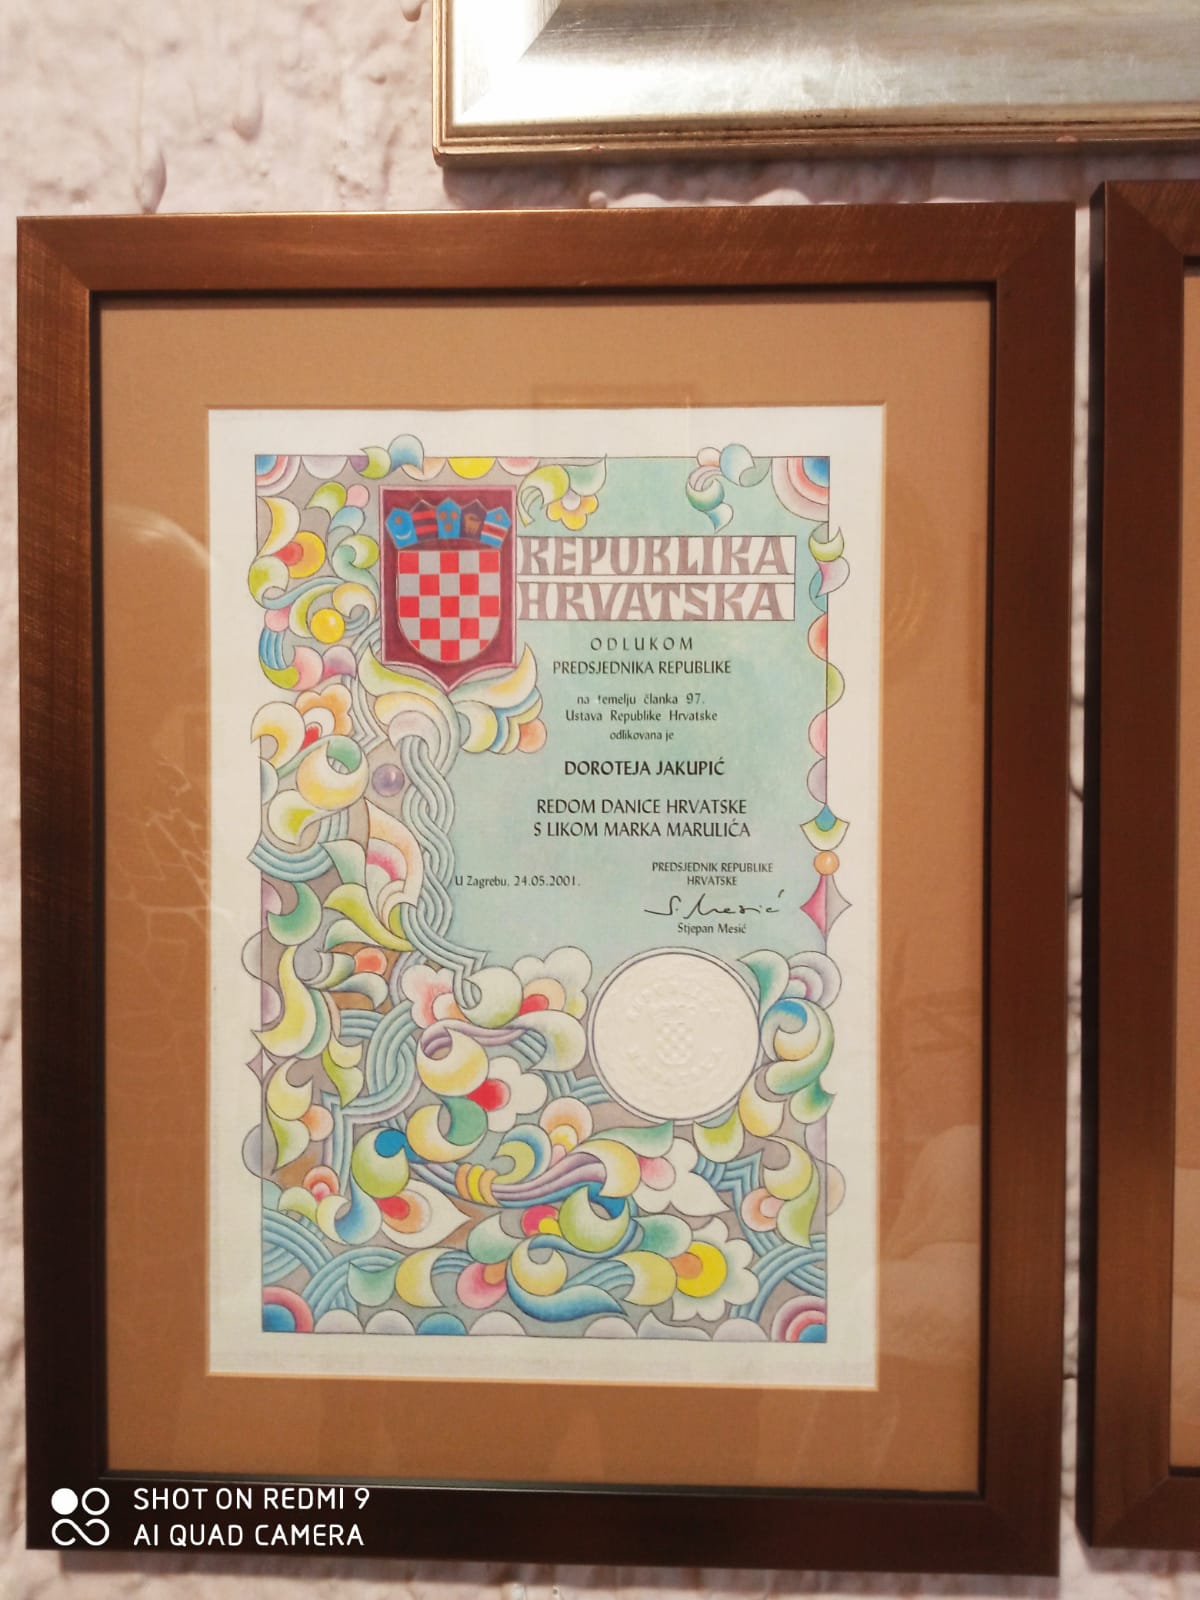 REPUBLIKA
HRVATSKA
ODLUKOM
PREDSJEDNIKA REPUBLIKE
na temelju članka 97.
Ustava Republike Hrvatske
odlikovana je
DOROTEJA JAKUPIĆ
REDOM DANICE HRVATSKE
S LIKOM MARKA MARULIĆA
U Zagrebu, 24.05.2001.
PREDSJEDNIK REPUBLIKE
HRVATSKE
S. Mesić
Stjepan Mesić
SHOT ON REDMI 9
AI QUAD CAMERA